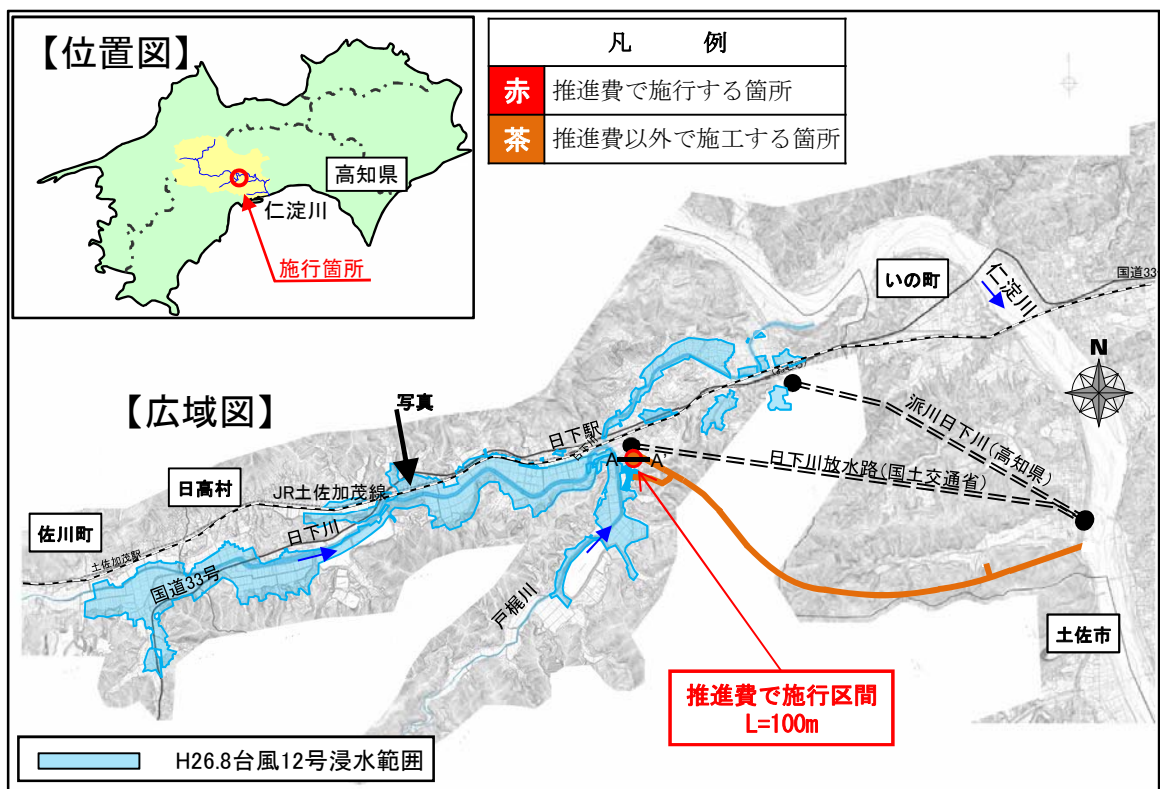 【位置図】
高知県
仁淀川
施行箇所
凡　例
赤 推進費で施行する箇所
茶 推進費以外で施工する箇所
いの町
仁淀川
国道33
N
【広域図】
写真
日下駅
派川日下川(高知県)
日下川放水路(国土交通省)
A A'
日高村
JR土佐加茂線
佐川町
土佐加茂駅
日下川
国道33号
戸梶川
土佐市
推進費で施行区間
L=100m
H26.8台風12号浸水範囲